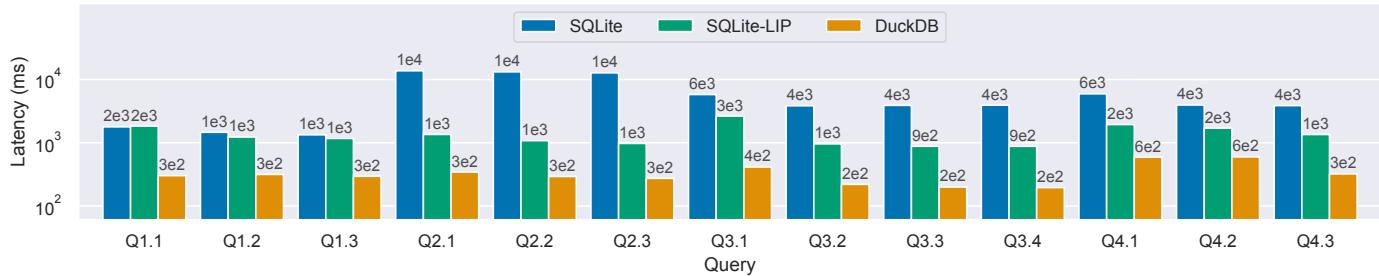 SQLite SQLite-LIP DuckDB
Latency (ms)
10^4
10^3
10^2
2e3 2e3 3e2
1e3 1e3 3e2
1e3 1e3 3e2
1e4 1e3 3e2
1e4 1e3 3e2
1e4 1e3 3e2
6e3 3e3 4e2
4e3 1e3 2e2
4e3 9e2 2e2
4e3 9e2 2e2
6e3 2e3 6e2
4e3 2e3 6e2
4e3 1e3 3e2
Q1.1 Q1.2 Q1.3 Q2.1 Q2.2 Q2.3 Q3.1 Q3.2 Q3.3 Q3.4 Q4.1 Q4.2 Q4.3
Query